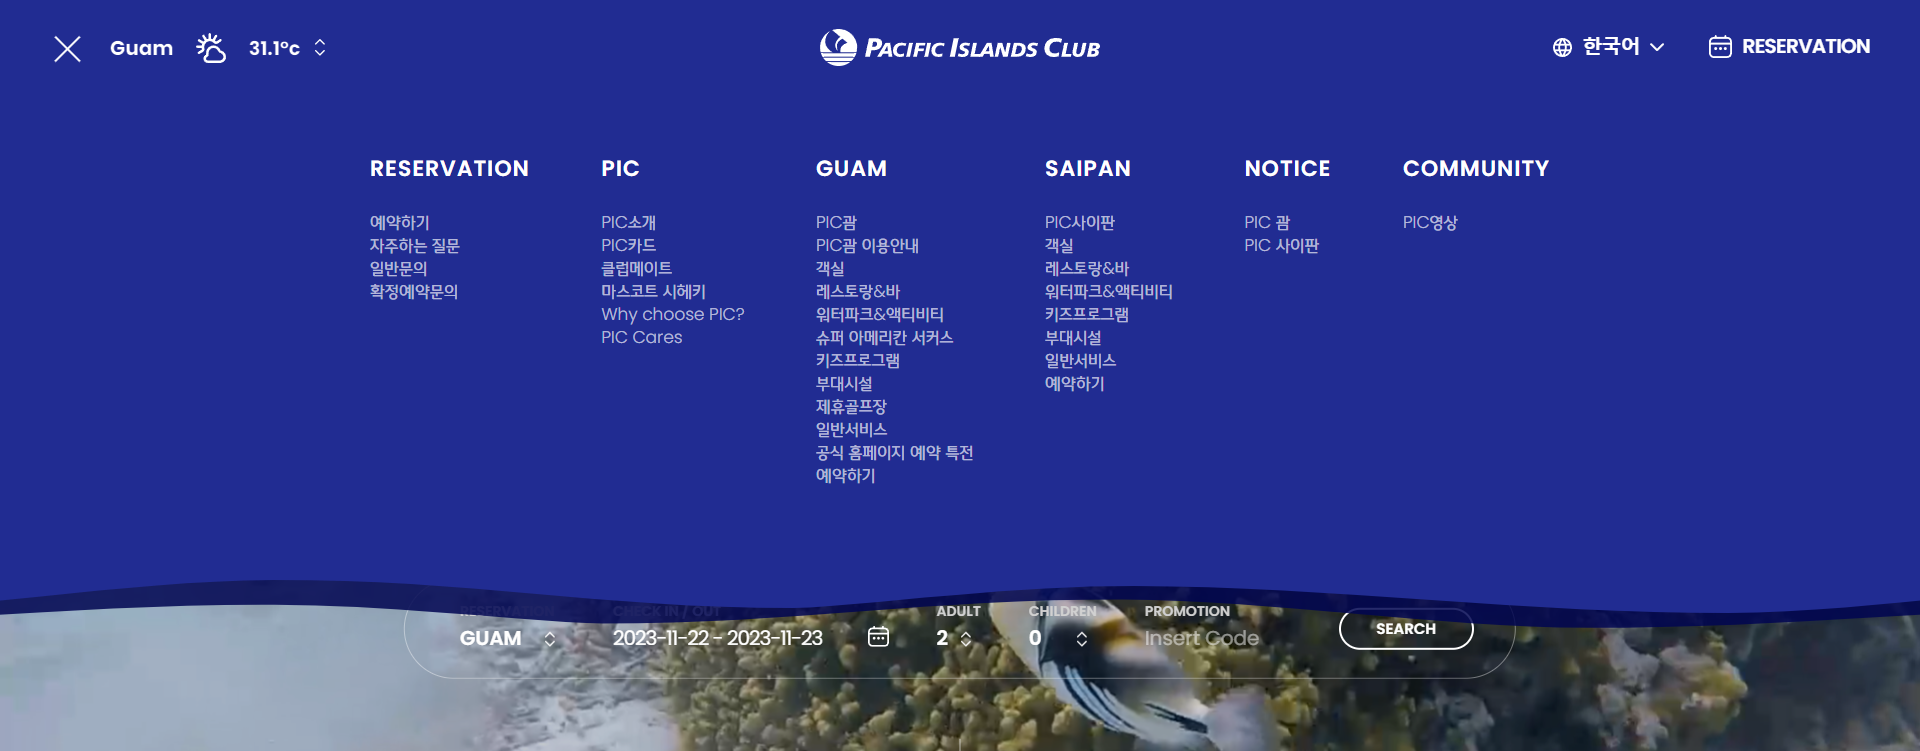 Guam 31.1°c
PACIFIC ISLANDS CLUB
한국어
RESERVATION
RESERVATION
예약하기
자주하는 질문
일반문의
확정예약문의
PIC
PIC소개
PIC카드
클럽메이트
마스코트 시헤키
Why choose PIC?
PIC Cares
GUAM
PIC괌
PIC괌 이용안내
객실
레스토랑&바
워터파크&액티비티
슈퍼 아메리칸 서커스
키즈프로그램
부대시설
제휴골프장
일반서비스
공식 홈페이지 예약 특전
예약하기
SAIPAN
PIC사이판
객실
레스토랑&바
워터파크&액티비티
키즈프로그램
부대시설
일반서비스
예약하기
NOTICE
PIC 괌
PIC 사이판
COMMUNITY
PIC영상
RESERVATION
GUAM
CHECK IN / OUT
2023-11-22 - 2023-11-23
ADULT
2
CHILDREN
0
PROMOTION
Insert Code
SEARCH